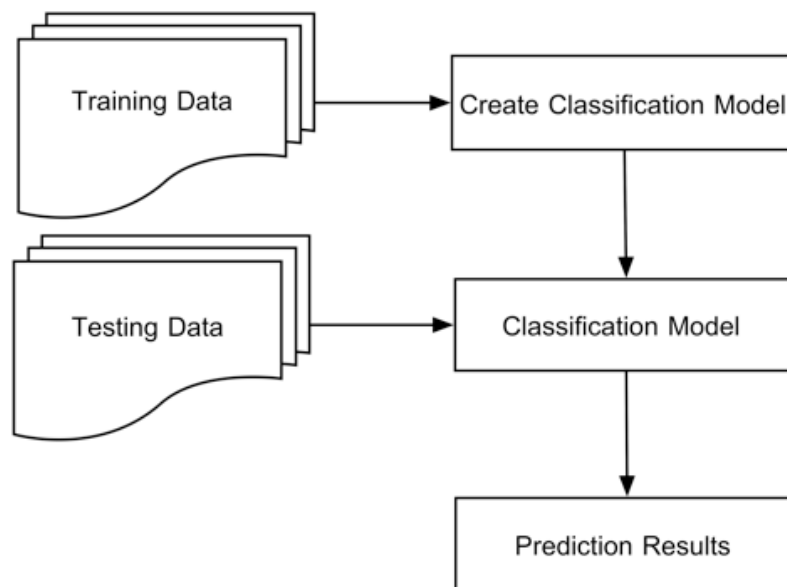 Training Data
Create Classification Model
Testing Data
Classification Model
Prediction Results